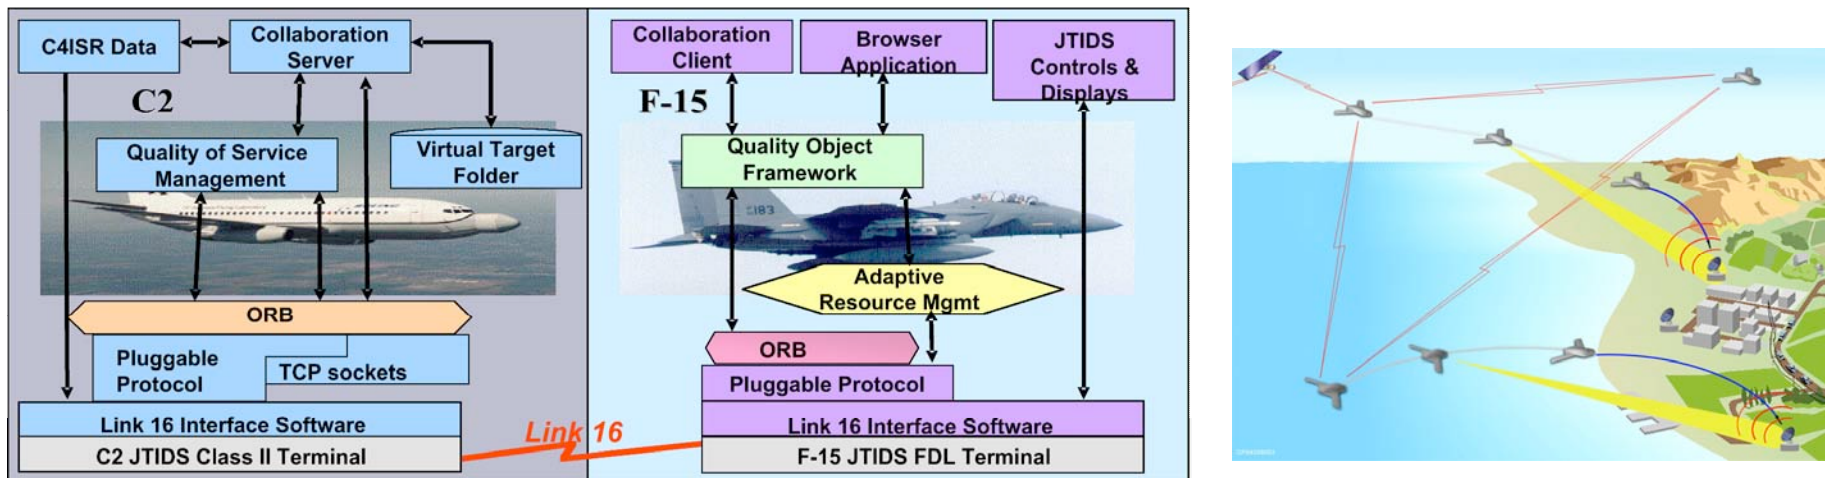 C4ISR Data
Collaboration
Server
C2
Quality of Service
Management
Virtual Target
Folder
ORB
Pluggable
Protocol
TCP sockets
Link 16 Interface Software
C2 JTIDS Class II Terminal
Link 16
Collaboration
Client
Browser
Application
JTIDS
Controls &
Displays
F-15
Quality Object
Framework
183
Adaptive
Resource Mgmt
ORB
Pluggable Protocol
Link 16 Interface Software
F-15 JTIDS FDL Terminal